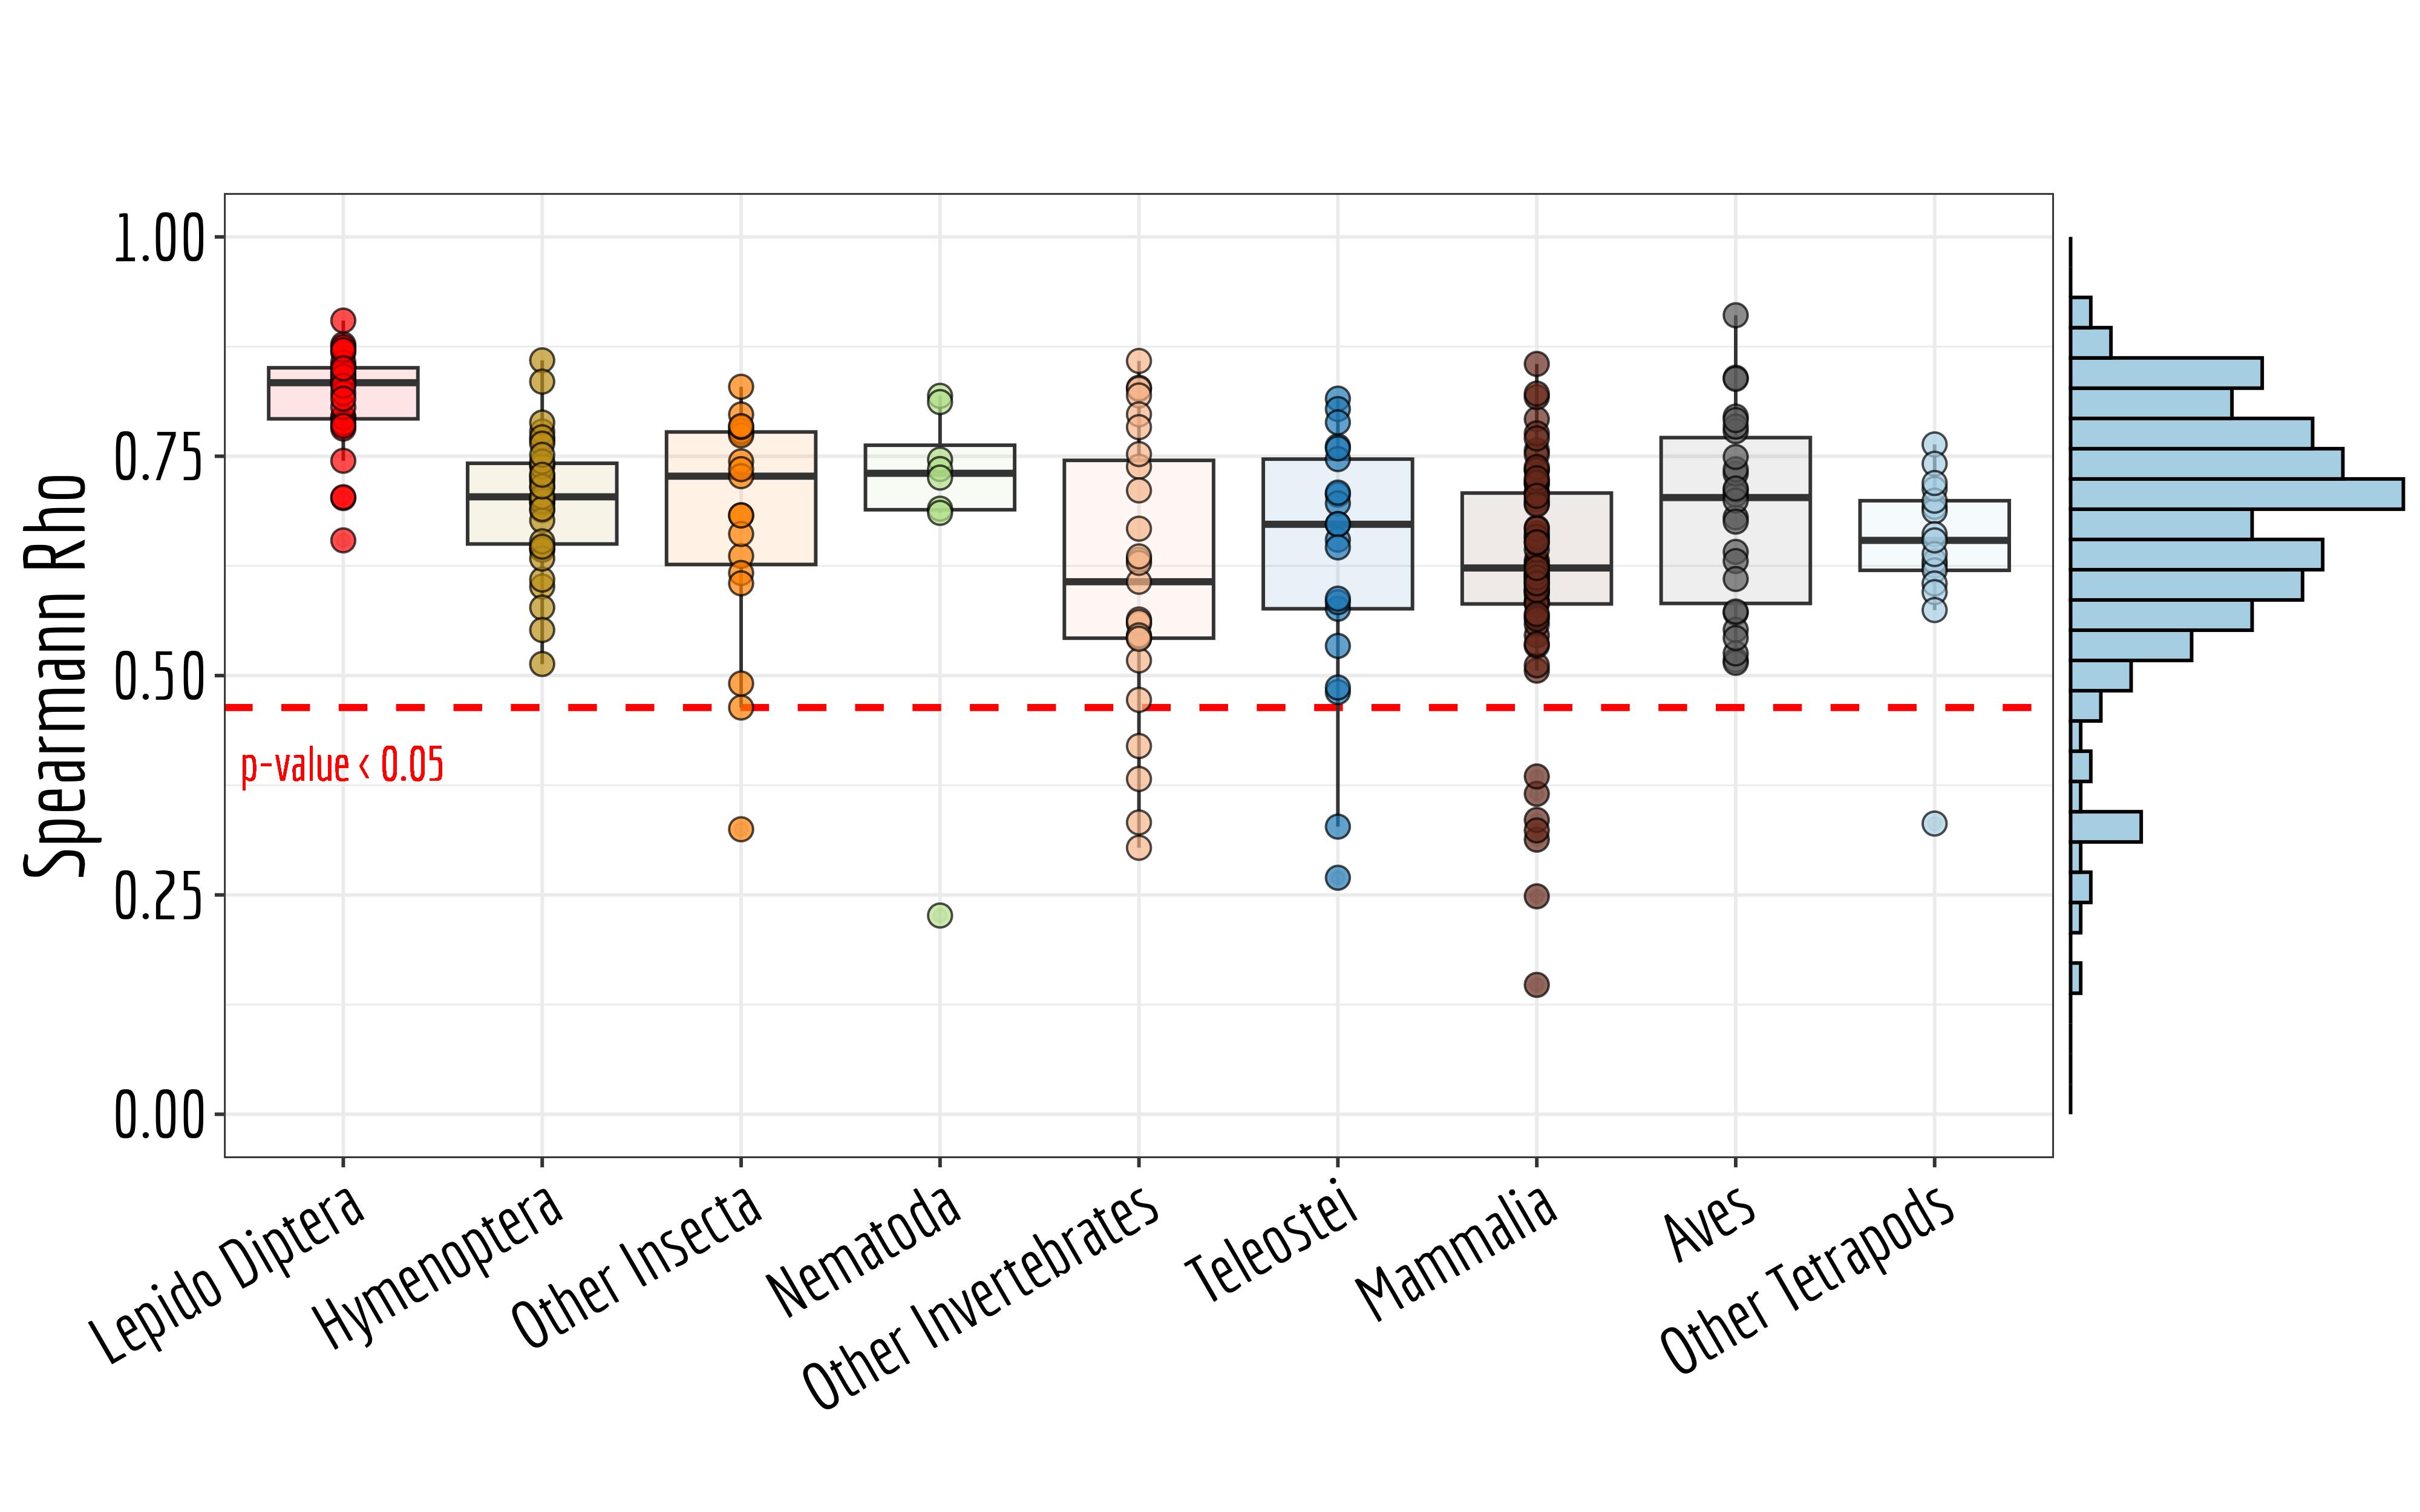 Spearmann Rho
1.00
0.75
0.50
0.25
0.00
p-value < 0.05
Lepido Diptera
Hymenoptera
Other Insecta
Nematoda
Other Invertebrates
Teleostei
Mammalia
Aves
Other Tetrapods